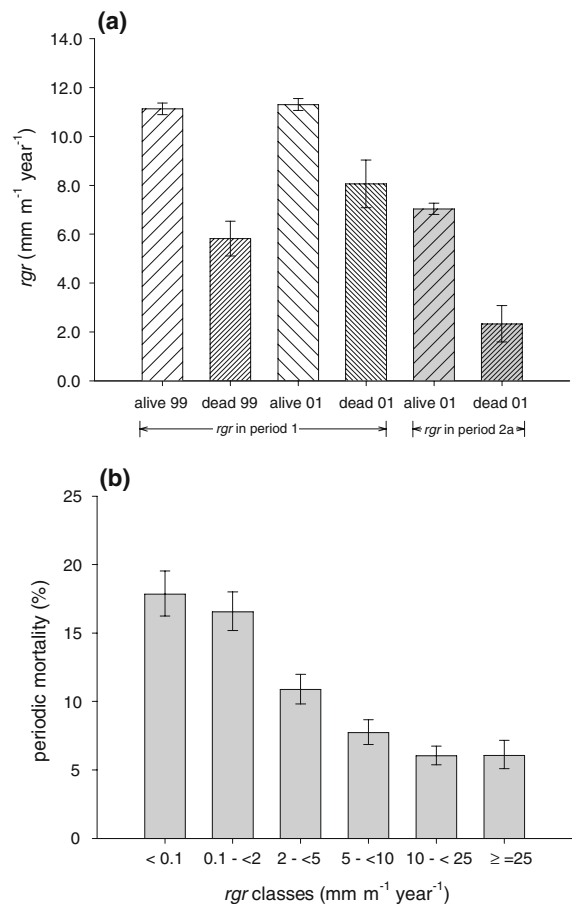 (a)
14.0
12.0
10.0
8.0
6.0
4.0
2.0
0.0
rgr (mm m⁻¹ year⁻¹)
alive 99 dead 99 alive 01 dead 01 alive 01 dead 01
rgr in period 1 rgr in period 2a
(b)
25
20
15
10
5
0
periodic mortality (%)
< 0.1 0.1 - <2 2 - <5 5 - <10 10 - < 25 ≥ =25
rgr classes (mm m⁻¹ year⁻¹)